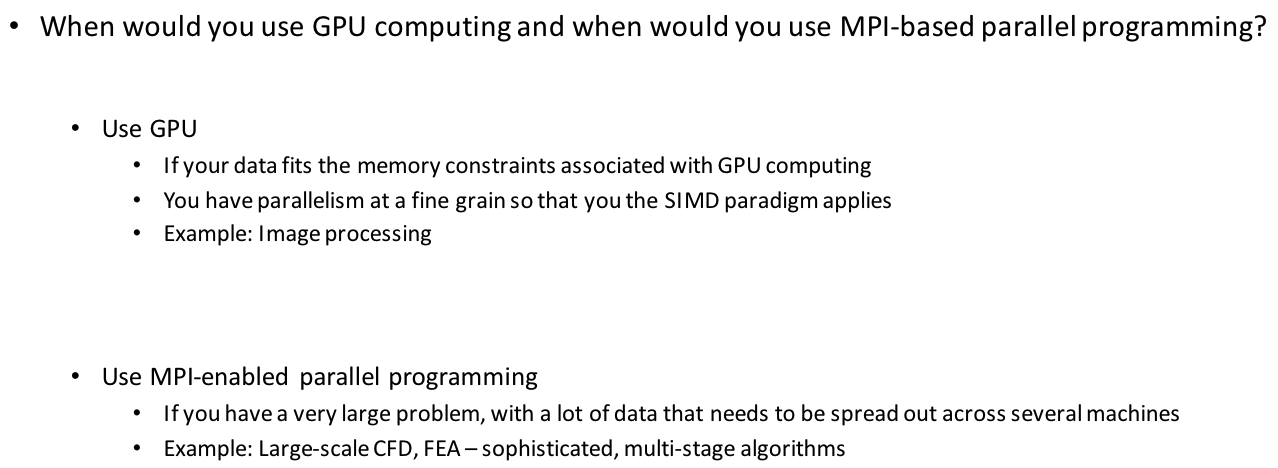 • When would you use GPU computing and when would you use MPI-based parallel programming?
• Use GPU
• If your data fits the memory constraints associated with GPU computing
• You have parallelism at a fine grain so that you the SIMD paradigm applies
• Example: Image processing
• Use MPI-enabled parallel programming
• If you have a very large problem, with a lot of data that needs to be spread out across several machines
• Example: Large-scale CFD, FEA – sophisticated, multi-stage algorithms